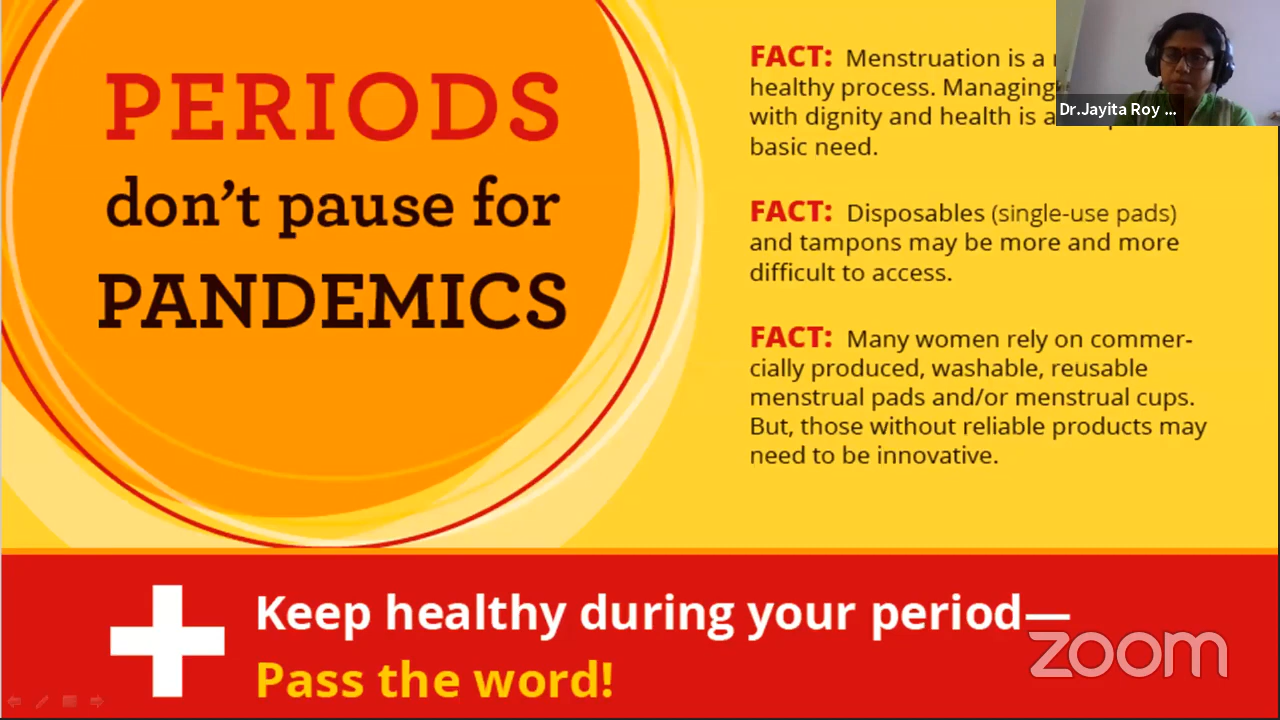 PERIODS
don't pause for
PANDEMICS
FACT: Menstruation is a
healthy process. Managing
with dignity and health is a
basic need.
FACT: Disposables (single-use pads)
and tampons may be more and more
difficult to access.
FACT: Many women rely on commer-
cially produced, washable, reusable
menstrual pads and/or menstrual cups.
But, those without reliable products may
need to be innovative.
Dr.Jayita Roy ...
Keep healthy during your period—
Pass the word!
zoom